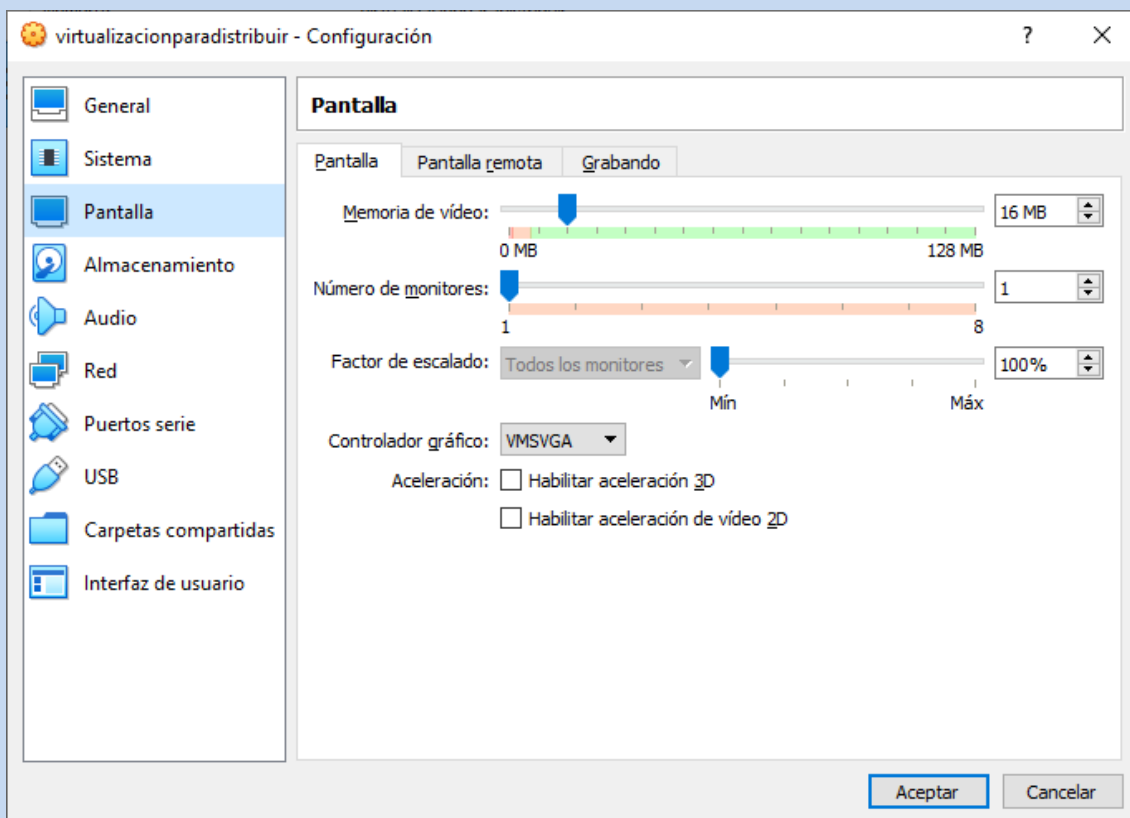 virtualizacionparadistribuir - Configuración
?
General
Sistema
Pantalla
Almacenamiento
Audio
Red
Puertos serie
USB
Carpetas compartidas
Interfaz de usuario
Pantalla
Pantalla Pantalla remota Grabando
Memoria de vídeo: 16 MB
0 MB 128 MB
Número de monitores: 1
1 8
Factor de escalado: Todos los monitores 100%
Mín Máx
Controlador gráfico: VMSVGA
Aceleración: Habilitar aceleración 3D
Habilitar aceleración de vídeo 2D
Aceptar Cancelar